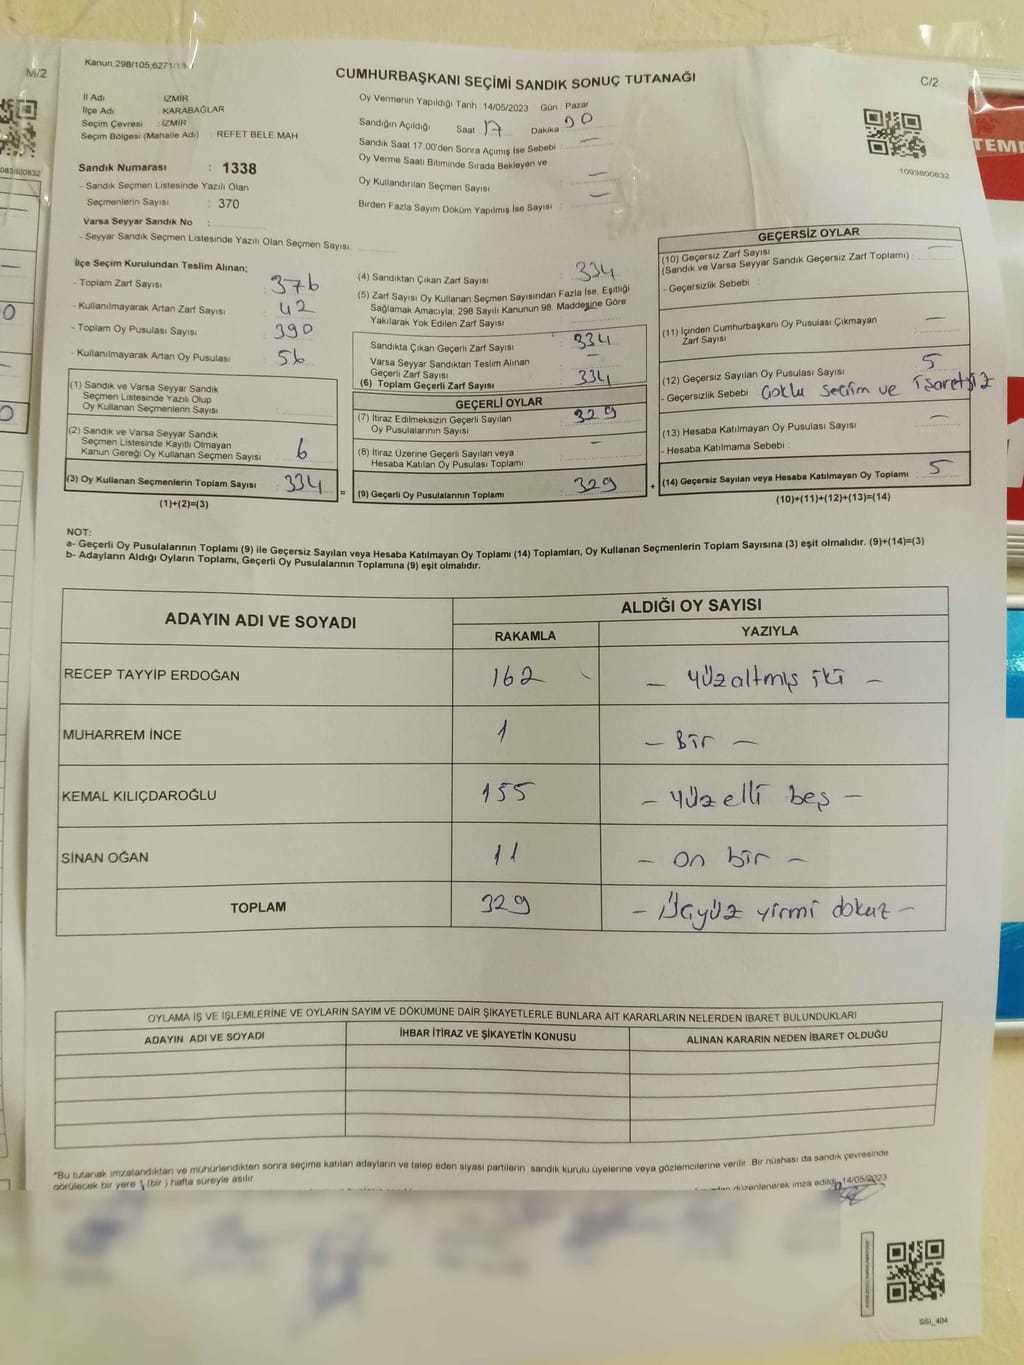 M/2
Kanun:298/105;6271/
CUMHURBAŞKANI SEÇİMİ SANDIK SONUÇ TUTANAĞI
C/2
İl Adı : İZMİR
İlçe Adı : KARABAĞLAR
Seçim Çevresi : İZMİR
Seçim Bölgesi (Mahalle Adı) : REFET BELE MAH
Sandık Numarası : 1338
- Sandık Seçmen Listesinde Yazılı Olan
Seçmenlerin Sayısı : 370
Varsa Seyyar Sandık No :
- Seyyar Sandık Seçmen Listesinde Yazılı Olan Seçmen Sayısı:
Oy Vermenin Yapıldığı Tarih :14/05/2023 Gün : Pazar
Sandığın Açıldığı Saat 17 Dakika 00
Sandık Saat 17.00'den Sonra Açımış İse Sebebi : —
Oy Verme Saati Bitiminde Sırada Bekleyen ve
Oy Kullandırılan Seçmen Sayısı : —
Birden Fazla Sayım Döküm Yapılmış İse Sayısı : —
1093800832
TEM
İlçe Seçim Kurulundan Teslim Alınan;
- Toplam Zarf Sayısı : 376
- Kullanılmayarak Artan Zarf Sayısı : 42
- Toplam Oy Pusulası Sayısı : 390
- Kullanılmayarak Artan Oy Pusulası : 56
(1) Sandık ve Varsa Seyyar Sandık
Seçmen Listesinde Yazılı Olup
Oy Kullanan Seçmenlerin Sayısı
(2) Sandık ve Varsa Seyyar Sandık
Seçmen Listesinde Kayıtlı Olmayan
Kanun Gereği Oy Kullanan Seçmen Sayısı : 6
(3) Oy Kullanan Seçmenlerin Toplam Sayısı : 334
(1)+(2)=(3)
=
(4) Sandıktan Çıkan Zarf Sayısı : 334
(5) Zarf Sayısı Oy Kullanan Seçmen Sayısından Fazla İse, Eşitliği
Sağlamak Amacıyla, 298 Sayılı Kanunun 98. Maddesine Göre
Yakılarak Yok Edilen Zarf Sayısı :
Sandıkta Çıkan Geçerli Zarf Sayısı : 334
Varsa Seyyar Sandıktan Teslim Alınan
Geçerli Zarf Sayısı : —
(6) Toplam Geçerli Zarf Sayısı : 334
GEÇERLİ OYLAR
(7) İtiraz Edilmeksizin Geçerli Sayılan
Oy Pusulalarının Sayısı : 329
(8) İtiraz Üzerine Geçerli Sayılan veya
Hesaba Katılan Oy Pusulası Toplamı : —
(9) Geçerli Oy Pusulalarının Toplamı : 329
+
GEÇERSİZ OYLAR
(10) Geçersiz Zarf Sayısı
(Sandık ve Varsa Seyyar Sandık Geçersiz Zarf Toplamı) : —
- Geçersizlik Sebebi :
(11) İçinden Cumhurbaşkanı Oy Pusulası Çıkmayan
Zarf Sayısı : —
(12) Geçersiz Sayılan Oy Pusulası Sayısı : 5
- Geçersizlik Sebebi : Çoklu seçim ve İşaretsiz
(13) Hesaba Katılmayan Oy Pusulası Sayısı : —
- Hesaba Katılmama Sebebi :
(14) Geçersiz Sayılan veya Hesaba Katılmayan Oy Toplamı : 5
(10)+(11)+(12)+(13)=(14)
NOT:
a- Geçerli Oy Pusulalarının Toplamı (9) ile Geçersiz Sayılan veya Hesaba Katılmayan Oy Toplamı (14) Toplamları, Oy Kullanan Seçmenlerin Toplam Sayısına (3) eşit olmalıdır. (9)+(14)=(3)
b- Adayların Aldığı Oyların Toplamı, Geçerli Oy Pusulalarının Toplamına (9) eşit olmalıdır.
ADAYIN ADI VE SOYADI
ALDIĞI OY SAYISI
RAKAMLA YAZIYLA
RECEP TAYYİP ERDOĞAN 162 — Yüzaltmış iki —
MUHARREM İNCE 1 — Bir —
KEMAL KILIÇDAROĞLU 155 — Yüz elli beş —
SİNAN OĞAN 11 — On bir —
TOPLAM 329 — Üçyüz yirmi dokuz —
OYLAMA İŞ VE İŞLEMLERİNE VE OYLARIN SAYIM VE DÖKÜMÜNE DAİR ŞİKAYETLERLE BUNLARA AİT KARARLARIN NELERDEN İBARET BULUNDUKLARI
ADAYIN ADI VE SOYADI İHBAR İTİRAZ VE ŞİKAYETİN KONUSU ALINAN KARARIN NEDEN İBARET OLDUĞU
*Bu tutanak imzalandıktan ve mühürlendikten sonra seçime katılan adayların ve talep eden siyasi partilerin sandık kurulu üyelerine veya gözlemcilerine verilir. Bir nüshası da sandık çevresinde
görülecek bir yere 1 (bir) hafta süreyle asılır.
düzenlenerek imza edildi. 14/05/2023
SSİ_404